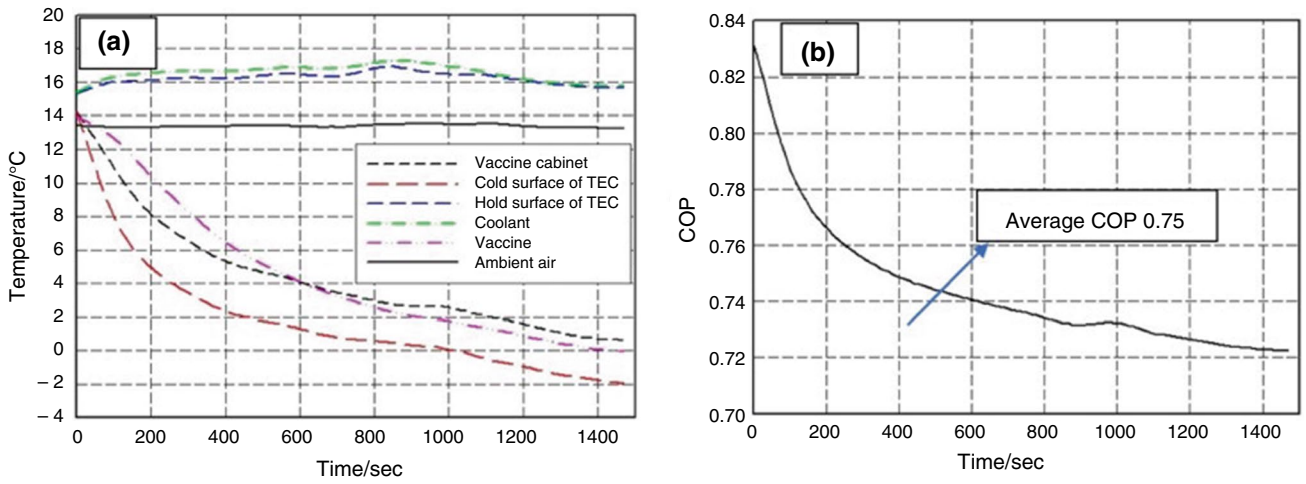 (a)
20
18
16
14
12
10
8
6
4
2
0
– 2
– 4
Temperature/°C
Vaccine cabinet
Cold surface of TEC
Hold surface of TEC
Coolant
Vaccine
Ambient air
0 200 400 600 800 1000 1200 1400
Time/sec
(b)
0.84
0.82
0.80
0.78
0.76
0.74
0.72
0.70
COP
Average COP 0.75
0 200 400 600 800 1000 1200 1400
Time/sec